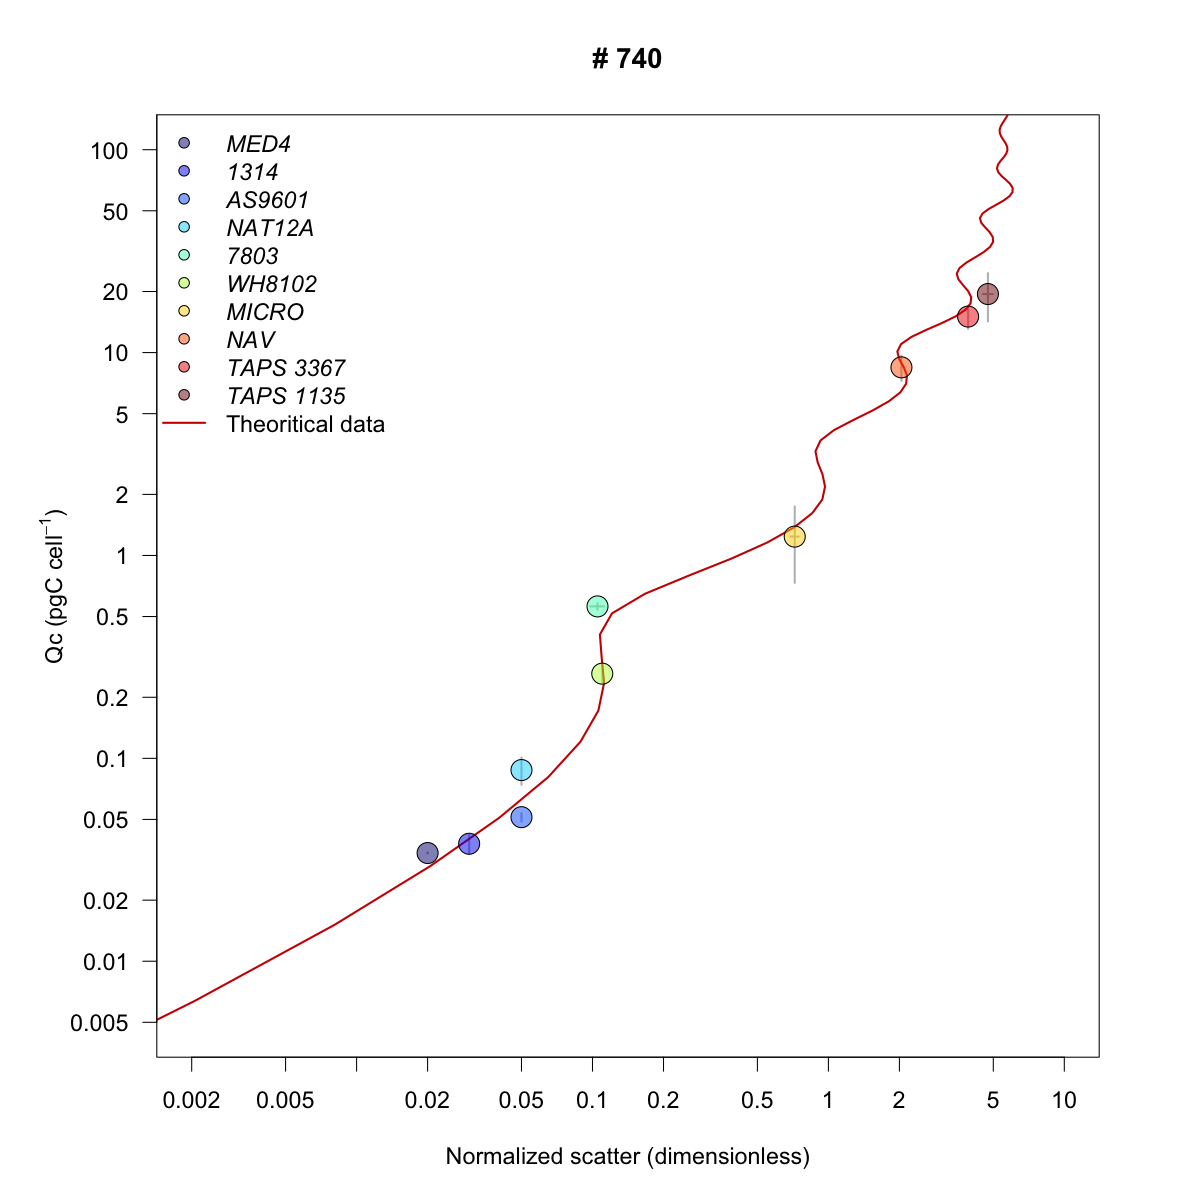 # 740
MED4
1314
AS9601
NAT12A
7803
WH8102
MICRO
NAV
TAPS 3367
TAPS 1135
Theoritical data
100
50
20
10
5
2
1
0.5
0.2
0.1
0.05
0.02
0.01
0.005
Qc (pgC cell⁻¹)
0.002 0.005 0.02 0.05 0.1 0.2 0.5 1 2 5 10
Normalized scatter (dimensionless)